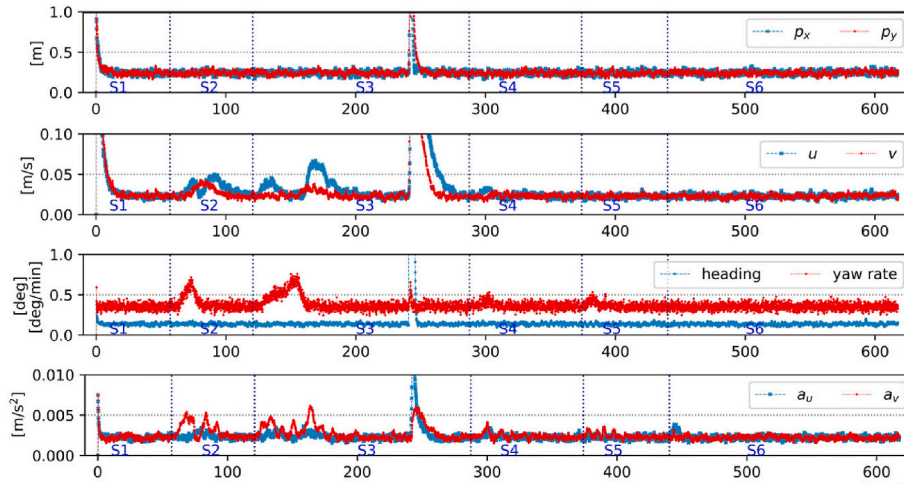 1.0
[m]
0.5
0.0
p_x p_y
S1 S2 S3 S4 S5 S6
0 100 200 300 400 500 600
0.10
[m/s]
0.05
0.00
u v
S1 S2 S3 S4 S5 S6
0 100 200 300 400 500 600
1.0
[deg]
[deg/min]
0.5
0.0
heading yaw rate
S1 S2 S3 S4 S5 S6
0 100 200 300 400 500 600
0.010
[m/s²]
0.005
0.000
a_u a_v
S1 S2 S3 S4 S5 S6
0 100 200 300 400 500 600